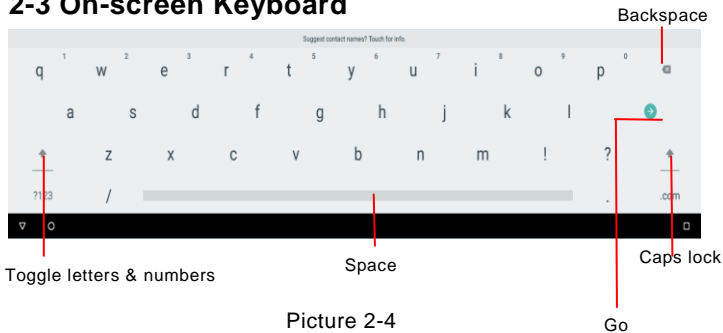 2-3 On-screen Keyboard
Backspace
Suggest contact names? Touch for info.
q 1 w 2 e 3 r 4 t 5 y 6 u 7 i 8 o 9 p 0
a s d f g h j k l
z x c v b n m ! ?
?123 / . .com
Toggle letters & numbers
Space
Caps lock
Picture 2-4
Go